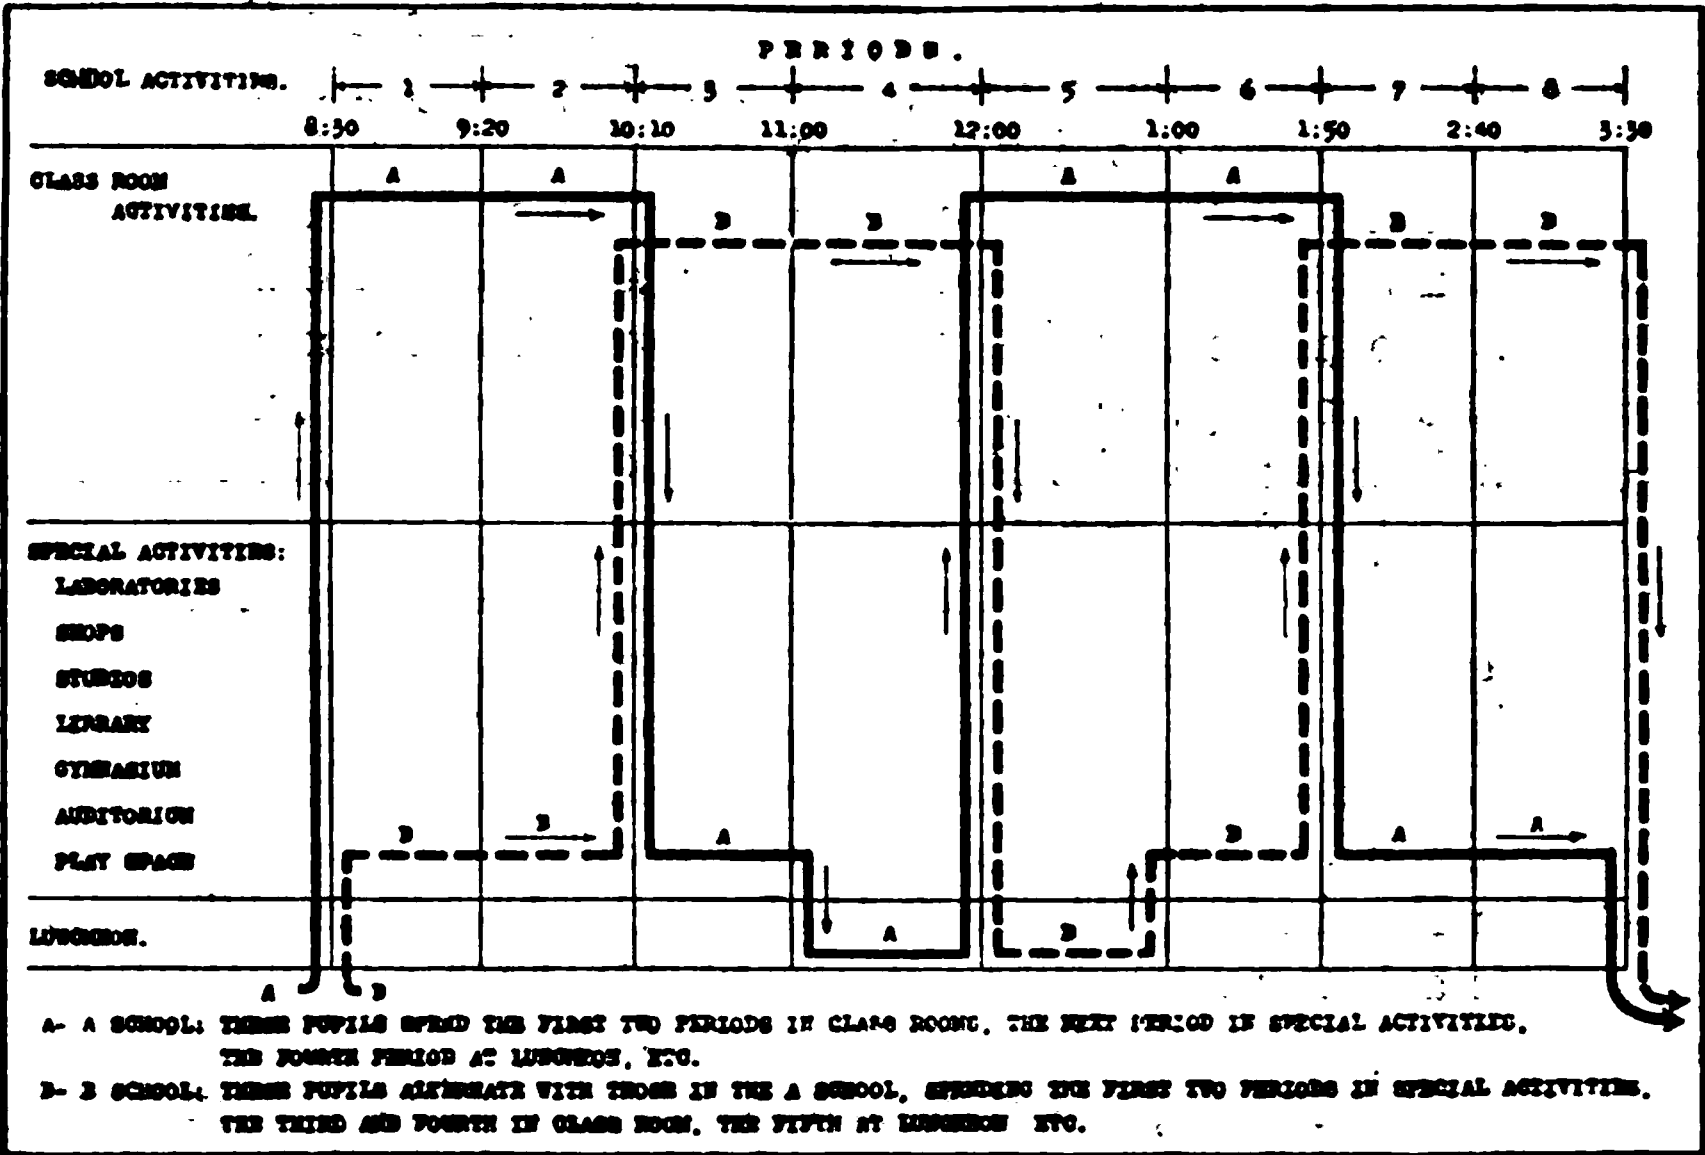 PERIODS.
SCHOOL ACTIVITIES. 1 2 3 4 5 6 7 8
8:30 9:20 10:10 11:00 12:00 1:00 1:50 2:40 3:30
CLASS ROOM
ACTIVITIES.
A A A A
B B B B
SPECIAL ACTIVITIES:
LABORATORIES
SHOPS
STUDIOS
LIBRARY
GYMNASIUM
AUDITORIUM
PLAY SPACE
B B A B A A
LUNCHEON.
A B
A B
A- A SCHOOL: THESE PUPILS SPEND THE FIRST TWO PERIODS IN CLASS ROOMS, THE NEXT PERIOD IN SPECIAL ACTIVITIES,
THE FOURTH PERIOD AT LUNCHEON, ETC.
B- B SCHOOL: THESE PUPILS ALTERNATE WITH THOSE IN THE A SCHOOL, SPENDING THE FIRST TWO PERIODS IN SPECIAL ACTIVITIES,
THE THIRD AND FOURTH IN CLASS ROOM, THE FIFTH AT LUNCHEON ETC.